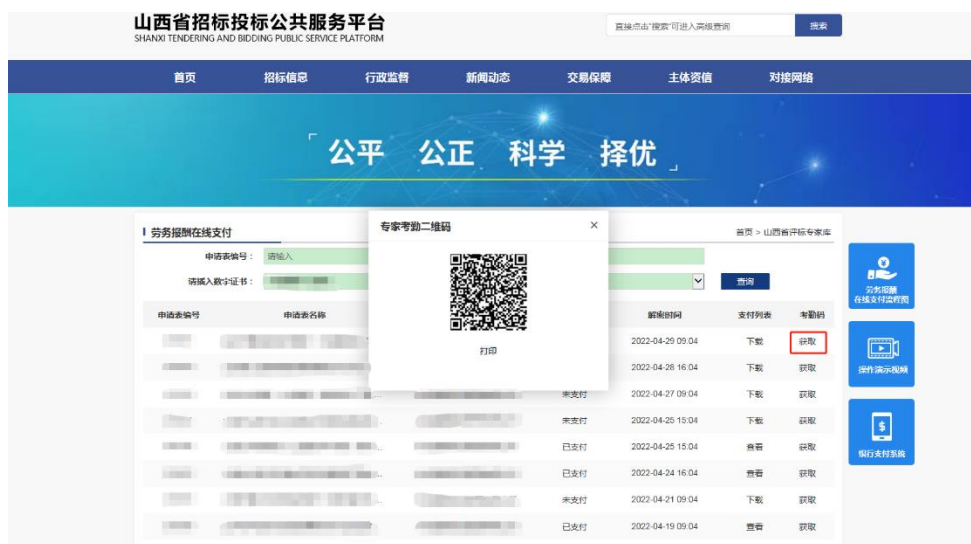 山西省招标投标公共服务平台
SHANXI TENDERING AND BIDDING PUBLIC SERVICE PLATFORM
直接点击"搜索"可进入高级查询
搜索
首页 招标信息 行政监督 新闻动态 交易保障 主体资信 对接网络
「公平 公正 科学 择优」
劳务报酬在线支付
首页 > 山西省评标专家库
专家考勤二维码 ×
打印
申请表编号： 请输入
请插入数字证书：
查询
申请表编号 申请表名称 解密时间 支付列表 考勤码
2022-04-29 09:04 下载 获取
2022-04-28 16:04 下载 获取
未支付 2022-04-27 09:04 下载 获取
未支付 2022-04-25 15:04 下载 获取
已支付 2022-04-25 15:04 查看 获取
已支付 2022-04-24 16:04 查看 获取
未支付 2022-04-21 09:04 下载 获取
已支付 2022-04-19 09:04 查看 获取
劳务报酬
在线支付流程图
操作演示视频
银行支付系统